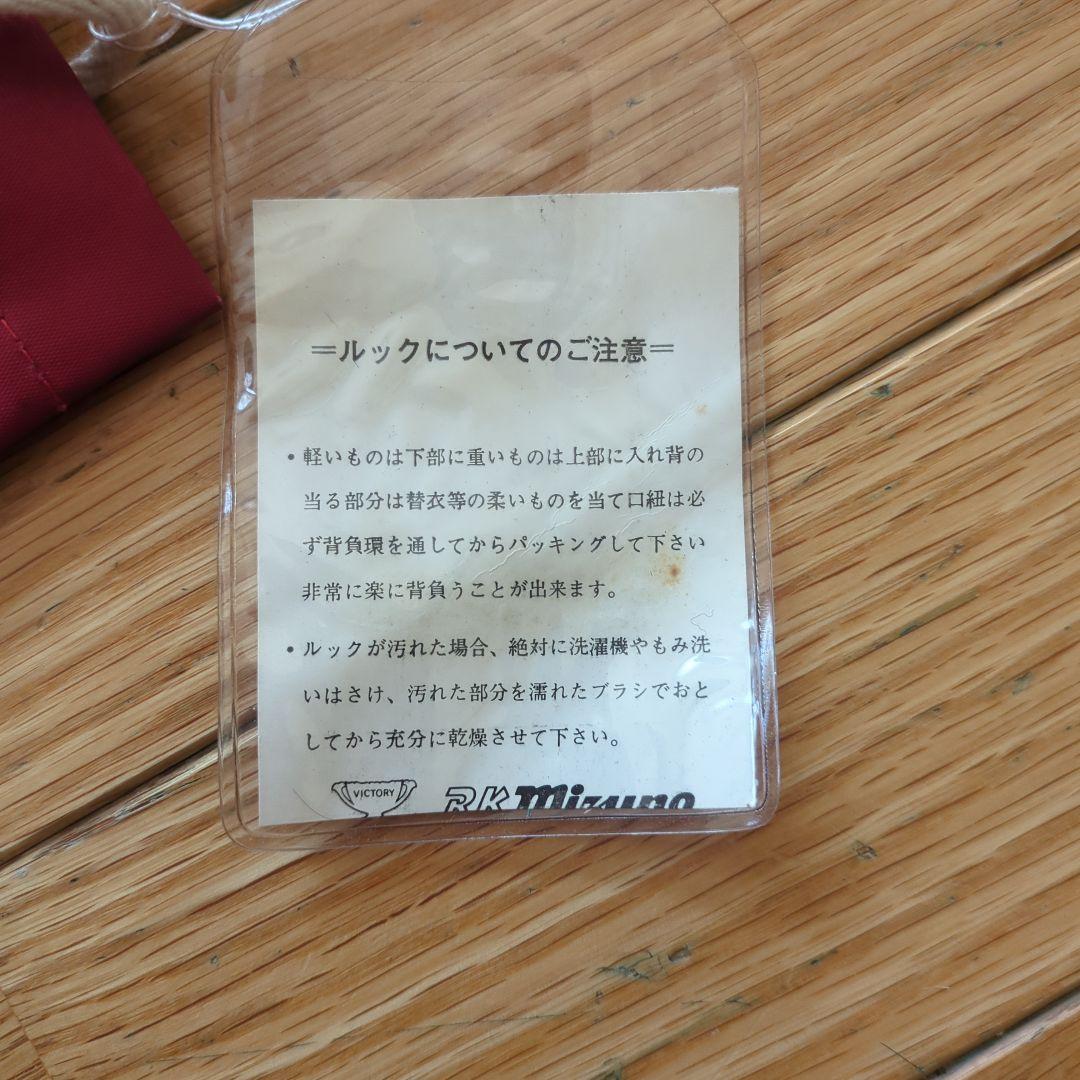 ＝ルックについてのご注意＝
• 軽いものは下部に重いものは上部に入れ背の
当る部分は替衣等の柔いものを当て口紐は必
ず背負環を通してからパッキングして下さい
非常に楽に背負うことが出来ます。
• ルックが汚れた場合、絶対に洗濯機やもみ洗
いはさけ、汚れた部分を濡れたブラシでおと
してから充分に乾燥させて下さい。
VICTORY RK Mizuno